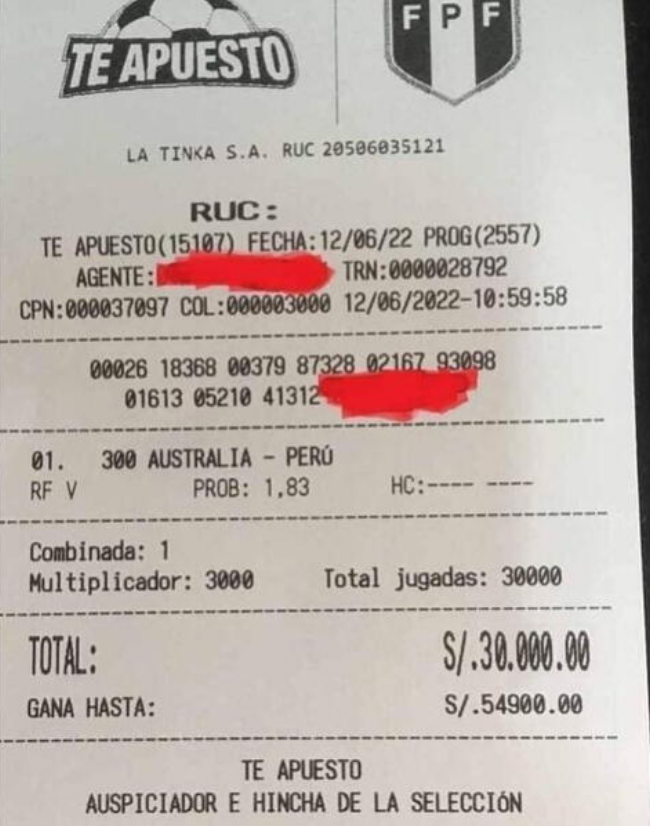 FPF
TE APUESTO
LA TINKA S.A. RUC 20506035121
RUC:
TE APUESTO(15107) FECHA:12/06/22 PROG(2557)
AGENTE: TRN:0000028792
CPN:000037097 COL:000003000 12/06/2022-10:59:58
00026 18368 00379 87328 02167 93098
01613 05210 41312
01. 300 AUSTRALIA - PERÚ
RF V PROB: 1,83 HC:---- ----
Combinada: 1
Multiplicador: 3000 Total jugadas: 30000
TOTAL: S/.30.000.00
GANA HASTA: S/.54900.00
TE APUESTO
AUSPICIADOR E HINCHA DE LA SELECCIÓN